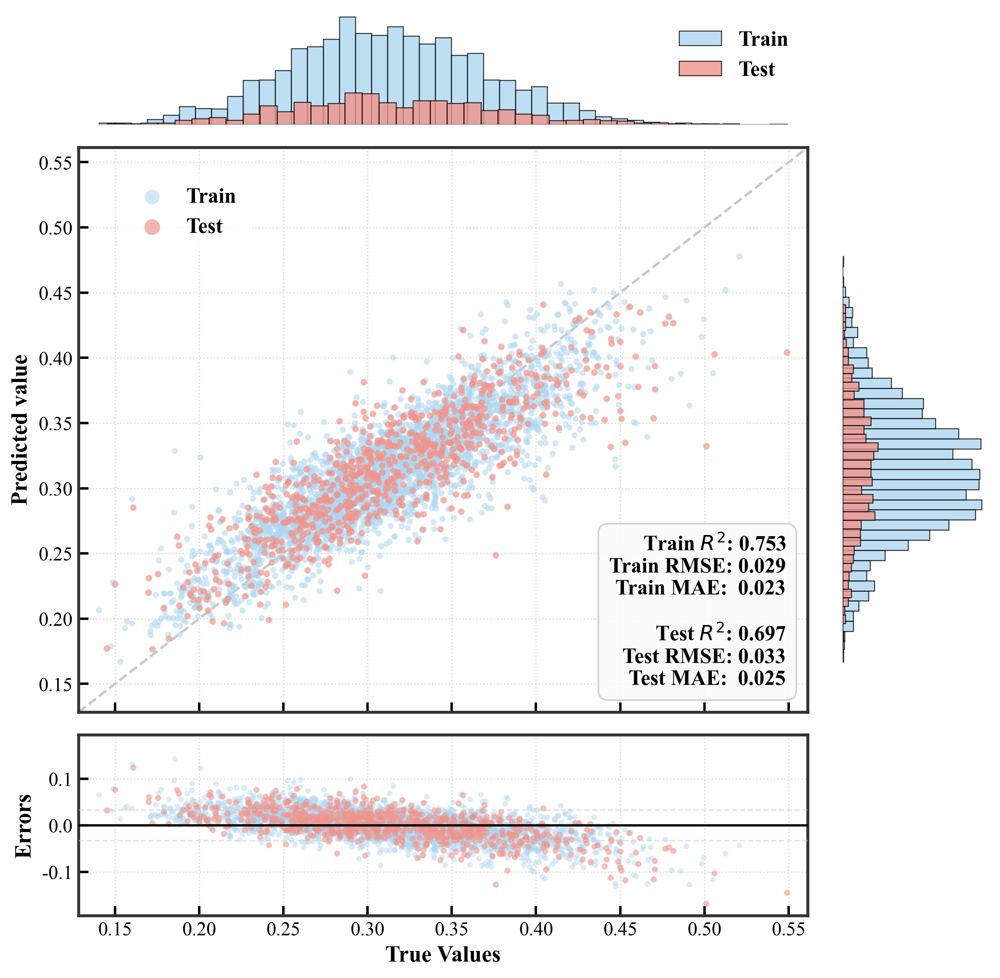 Train
Test
0.55
0.50
0.45
0.40
0.35
0.30
0.25
0.20
0.15
Predicted value
Train
Test
Train R²: 0.753
Train RMSE: 0.029
Train MAE: 0.023
Test R²: 0.697
Test RMSE: 0.033
Test MAE: 0.025
0.1
0.0
-0.1
Errors
0.15 0.20 0.25 0.30 0.35 0.40 0.45 0.50 0.55
True Values